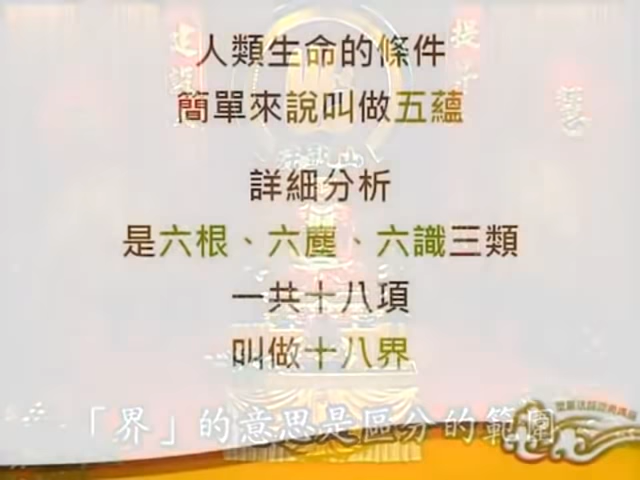 人類生命的條件
簡單來說叫做五蘊
詳細分析
是六根、六塵、六識三類
一共十八項
叫做十八界
「界」的意思是區分的範圍